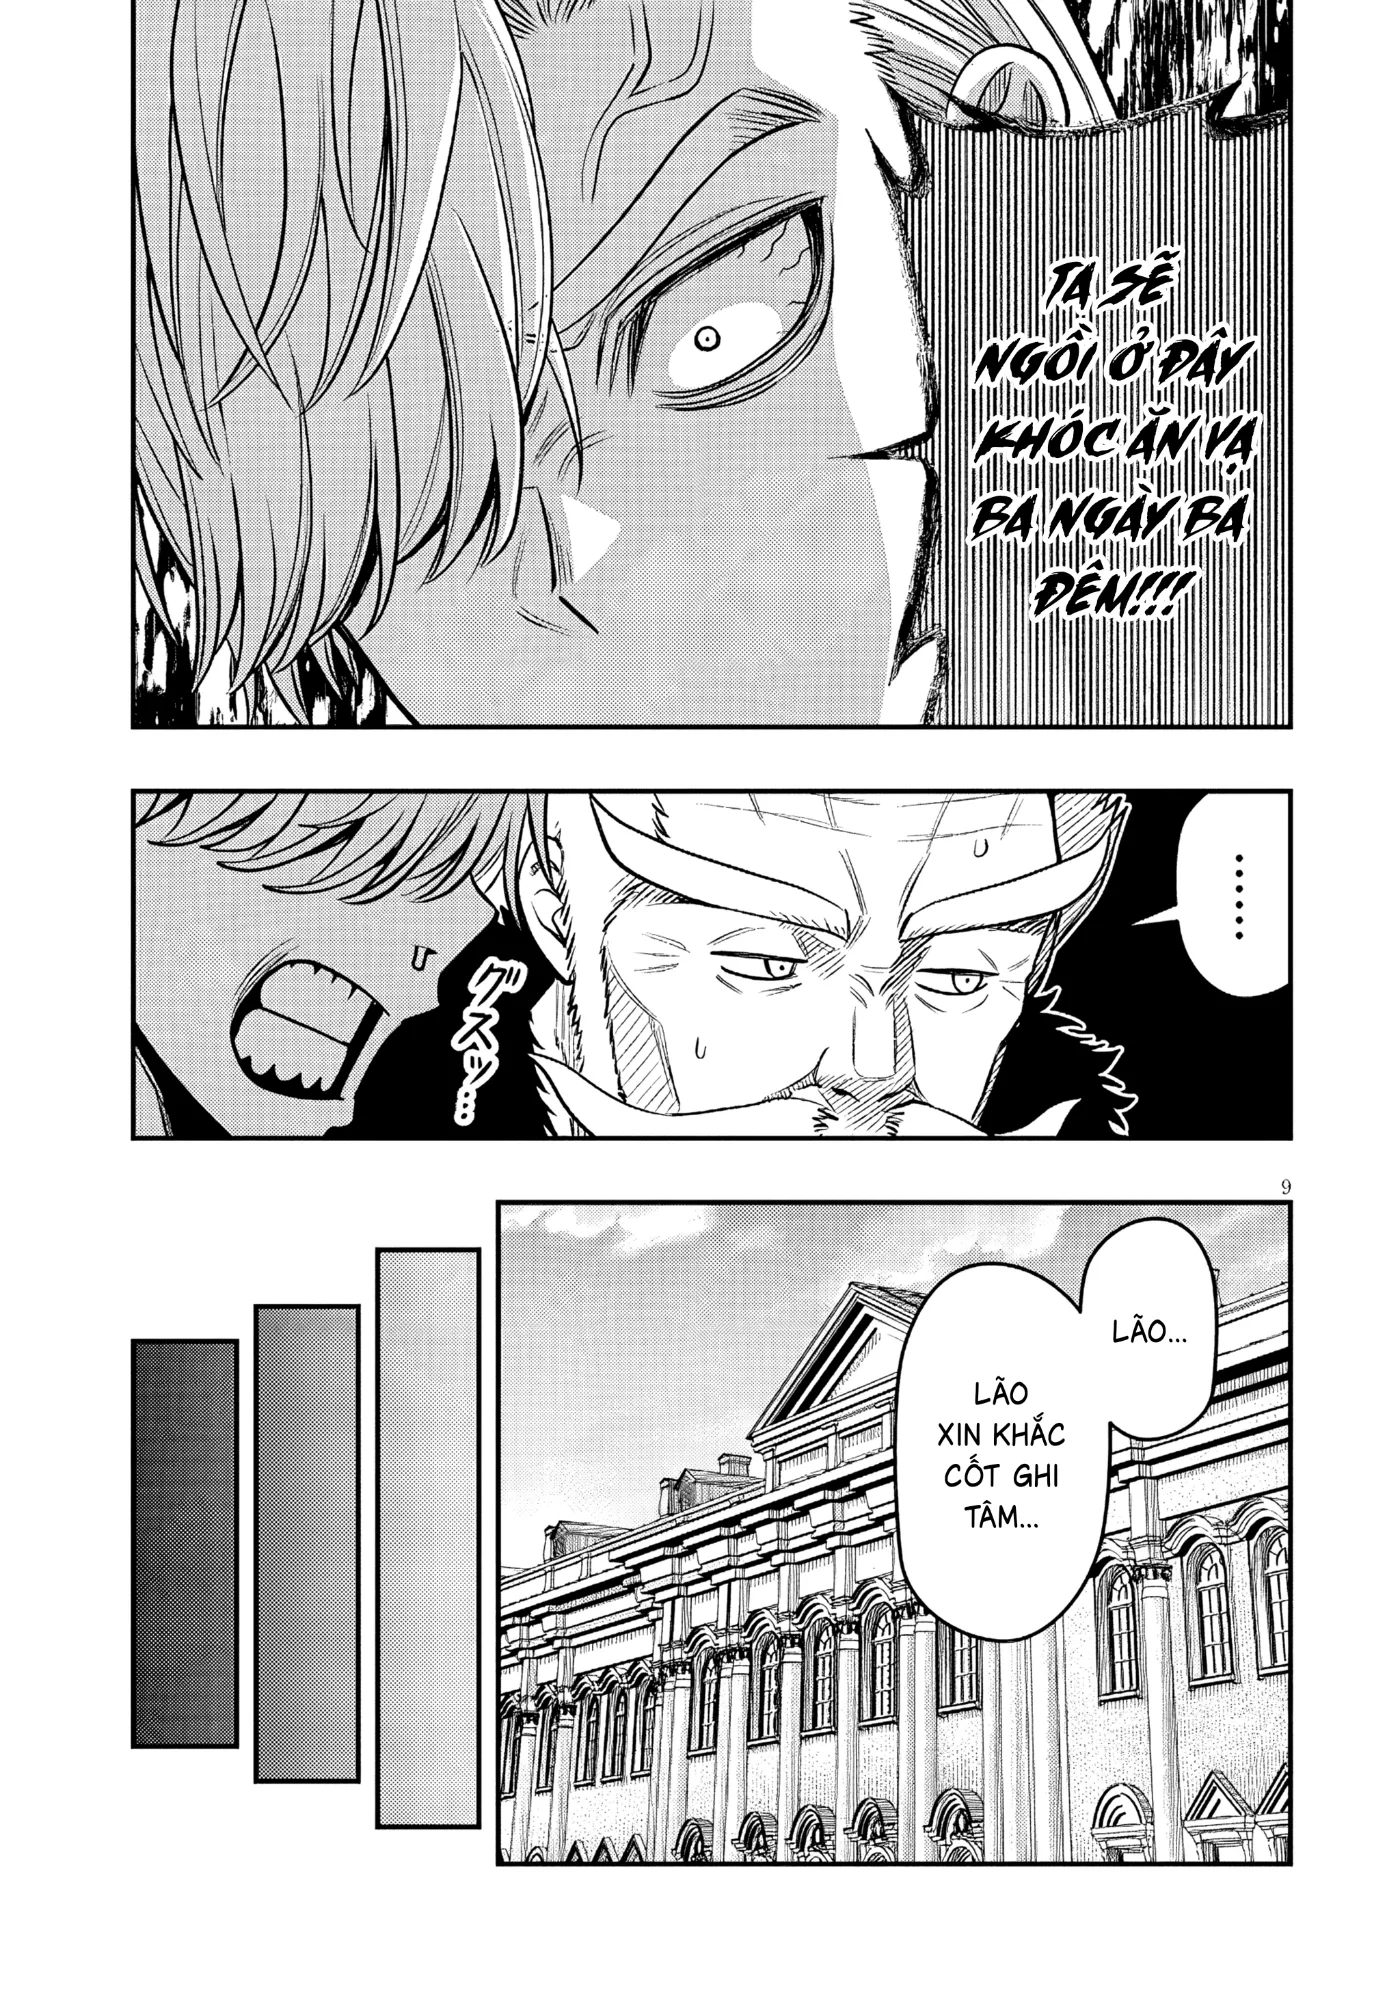 TA SẼ
NGỒI Ở ĐÂY
KHÓC ĂN VẠ
BA NGÀY BA
ĐÊM!!!
.......
グスッ…
9
LÃO...
LÃO
XIN KHẮC
CỐT GHI
TÂM...